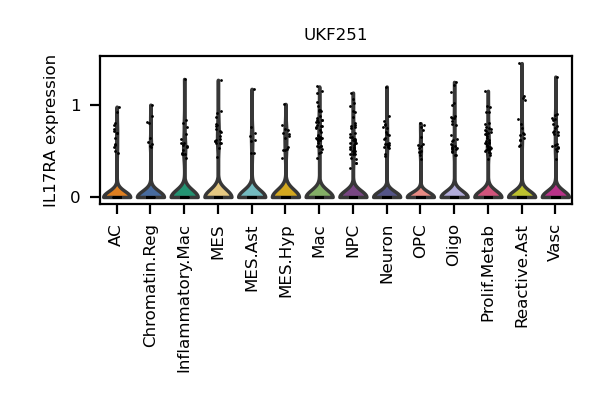 UKF251
IL17RA expression
1
0
AC
Chromatin.Reg
Inflammatory.Mac
MES
MES.Ast
MES.Hyp
Mac
NPC
Neuron
OPC
Oligo
Prolif.Metab
Reactive.Ast
Vasc